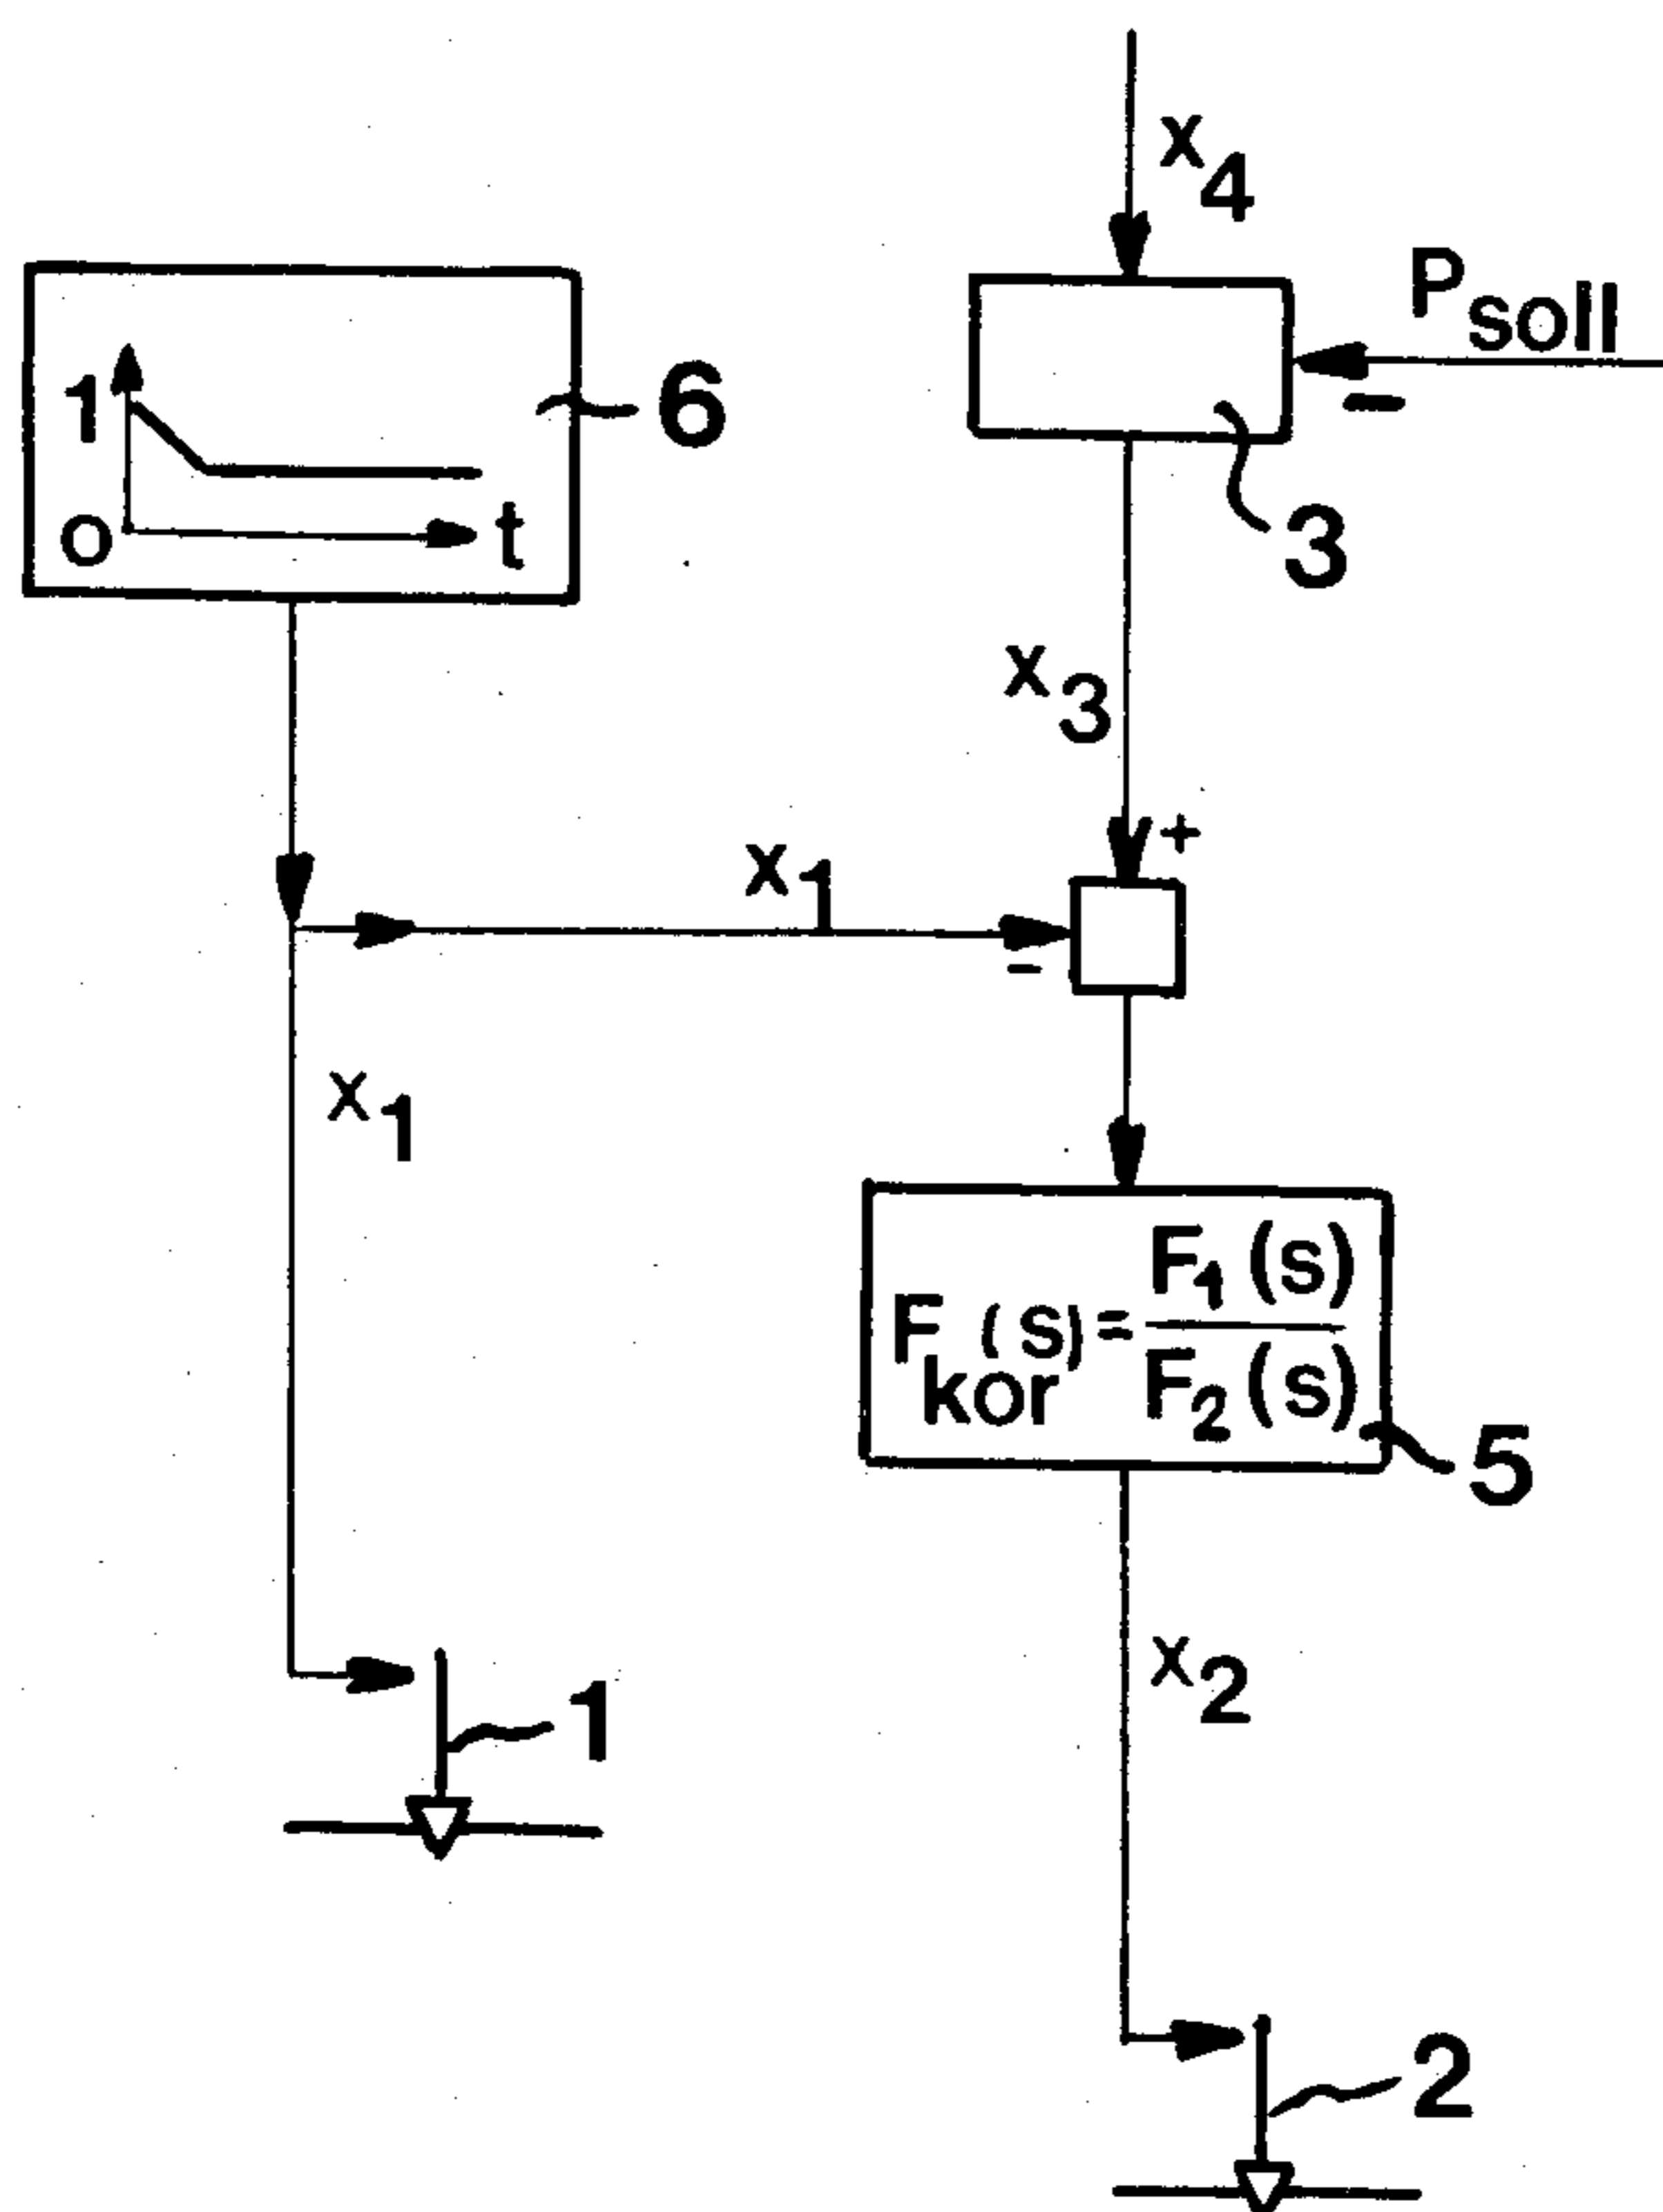 x4
Psoll
-
1
6
o
t
3
x3
+
x1
-
x1
Fkor(s)=F1(s)/F2(s)
5
x2
1
2